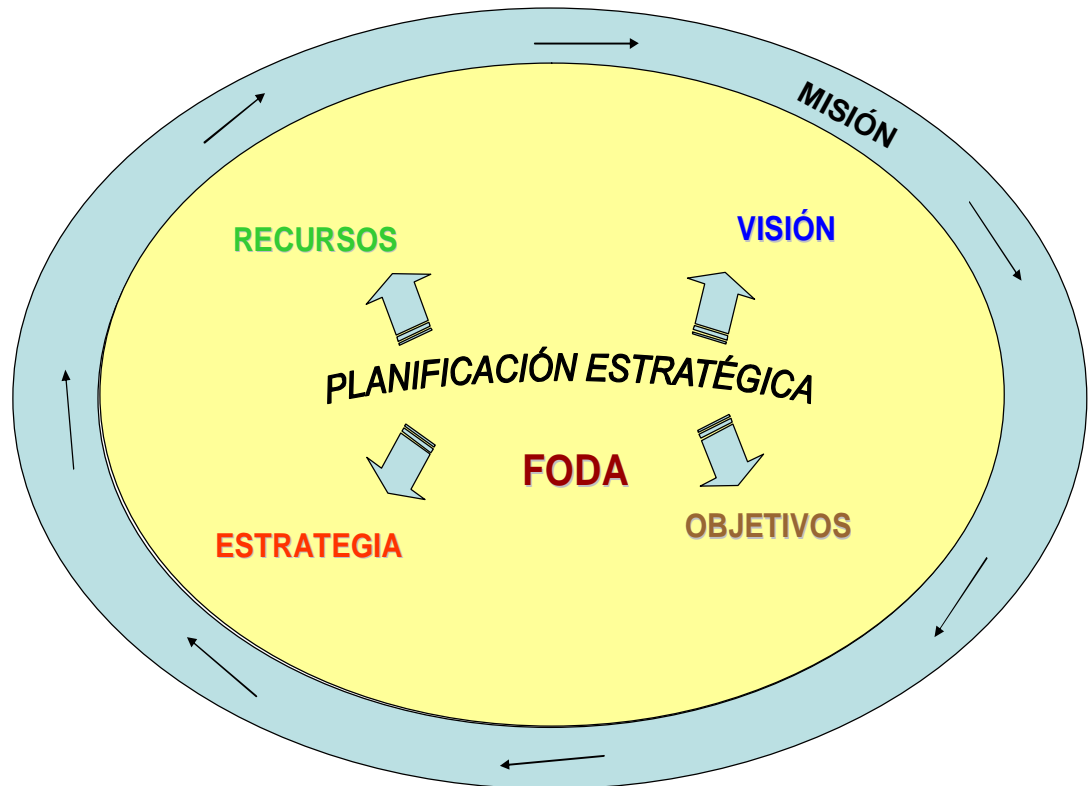 MISIÓN
RECURSOS
VISIÓN
PLANIFICACIÓN ESTRATÉGICA
FODA
ESTRATEGIA
OBJETIVOS